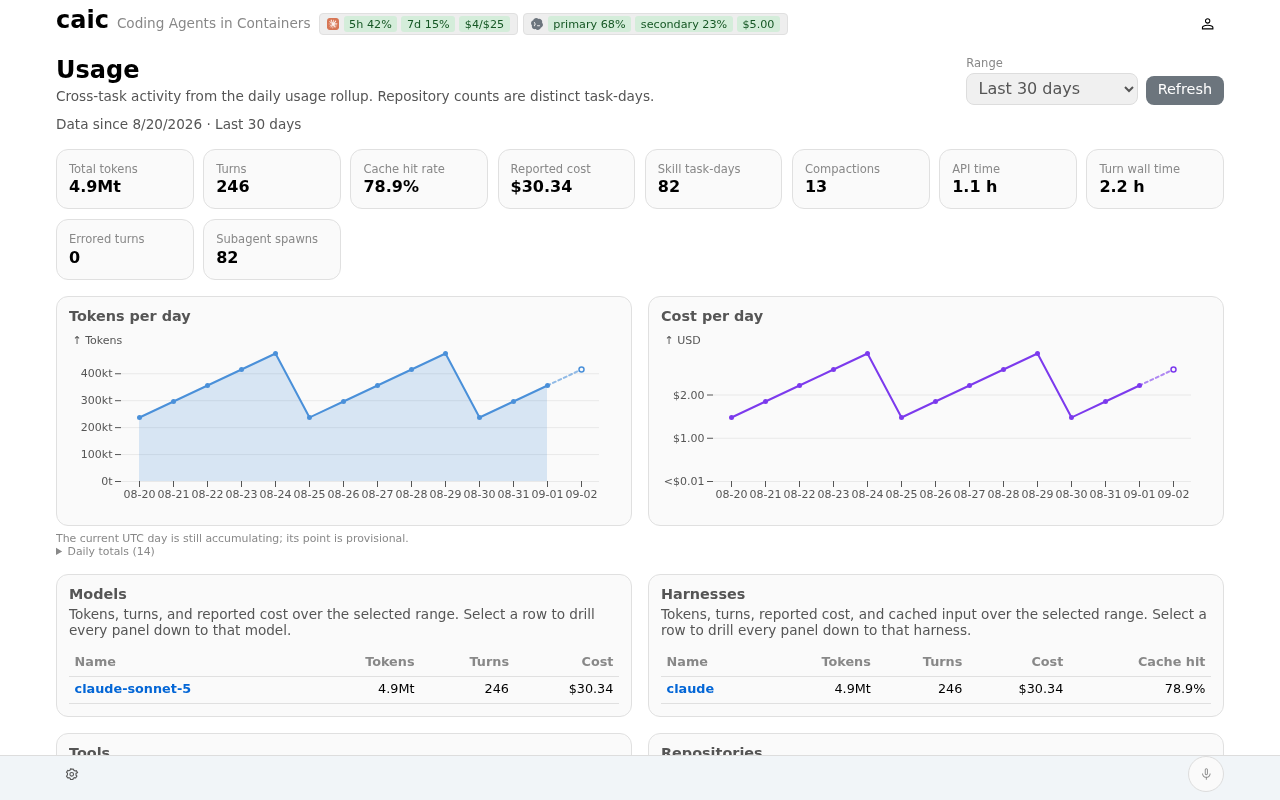 caic Coding Agents in Containers 5h 42% 7d 15% $4/$25 primary 68% secondary 23% $5.00
Usage
Cross-task activity from the daily usage rollup. Repository counts are distinct task-days.
Data since 8/20/2026 · Last 30 days
Range
Last 30 days Refresh
Total tokens
4.9Mt
Turns
246
Cache hit rate
78.9%
Reported cost
$30.34
Skill task-days
82
Compactions
13
API time
1.1 h
Turn wall time
2.2 h
Errored turns
0
Subagent spawns
82
Tokens per day
↑ Tokens
400kt
300kt
200kt
100kt
0t
08-20 08-21 08-22 08-23 08-24 08-25 08-26 08-27 08-28 08-29 08-30 08-31 09-01 09-02
Cost per day
↑ USD
$2.00
$1.00
<$0.01
08-20 08-21 08-22 08-23 08-24 08-25 08-26 08-27 08-28 08-29 08-30 08-31 09-01 09-02
The current UTC day is still accumulating; its point is provisional.
Daily totals (14)
Models
Tokens, turns, and reported cost over the selected range. Select a row to drill
every panel down to that model.
Name Tokens Turns Cost
claude-sonnet-5 4.9Mt 246 $30.34
Harnesses
Tokens, turns, reported cost, and cached input over the selected range. Select a
row to drill every panel down to that harness.
Name Tokens Turns Cost Cache hit
claude 4.9Mt 246 $30.34 78.9%
Tools
Repositories